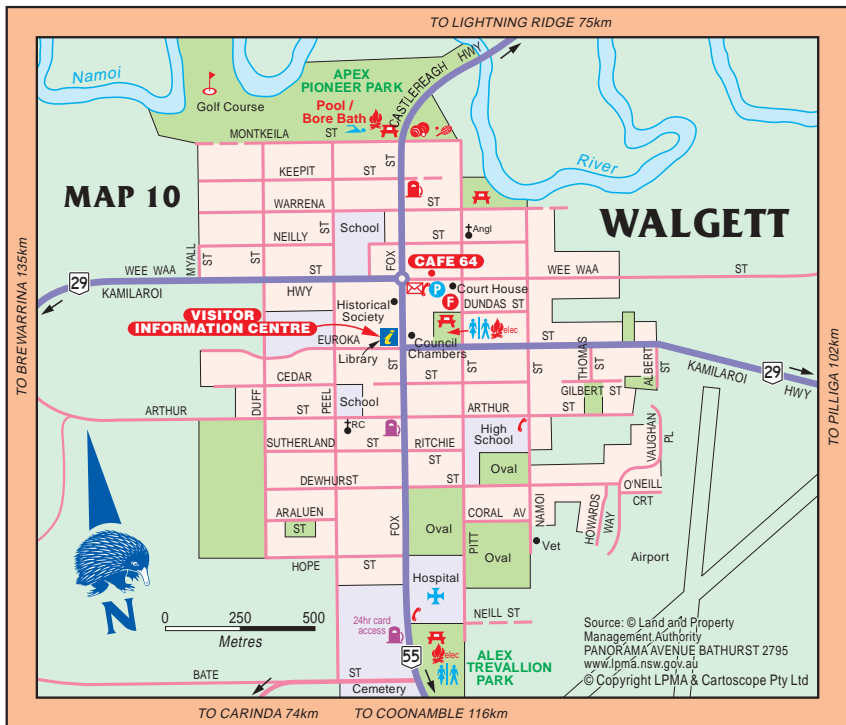 TO LIGHTNING RIDGE 75km
Namoi
Golf Course
APEX
PIONEER PARK
Pool /
Bore Bath
CASTLEREAGH HWY
MONTKEILA ST
KEEPIT ST
MAP 10
WARRENA ST
River
WALGETT
NEILLY ST
School
ST
Angl
MYALL ST
ST
FOX ST
CAFE 64
TO BREWARRINA 135km
29
WEE WAA ST
KAMILAROI HWY
WEE WAA ST
P
Court House
F
DUNDAS ST
Historical
Society
VISITOR
INFORMATION CENTRE
i
elec
EUROKA ST
Library
Council
Chambers
ST
THOMAS ST
ALBERT ST
KAMILAROI HWY
29
TO PILLIGA 102km
CEDAR ST
GILBERT ST
DUFF ST
PEEL ST
School
ARTHUR ST
ARTHUR ST
RC
SUTHERLAND ST
RITCHIE ST
High
School
VAUGHAN PL
Oval
DEWHURST ST
O'NEILL
CRT
ARALUEN
ST
FOX ST
Oval
CORAL AV
NAMOI ST
HOWARDS WAY
PITT ST
Oval
Vet
Airport
HOPE ST
Hospital
N
0 250 500
Metres
24hr card
access
NEILL ST
55
elec
ALEX
TREVALLION
PARK
Source: © Land and Property
Management Authority
PANORAMA AVENUE BATHURST 2795
www.lpma.nsw.gov.au
© Copyright LPMA & Cartoscope Pty Ltd
BATE ST
Cemetery
TO CARINDA 74km
TO COONAMBLE 116km